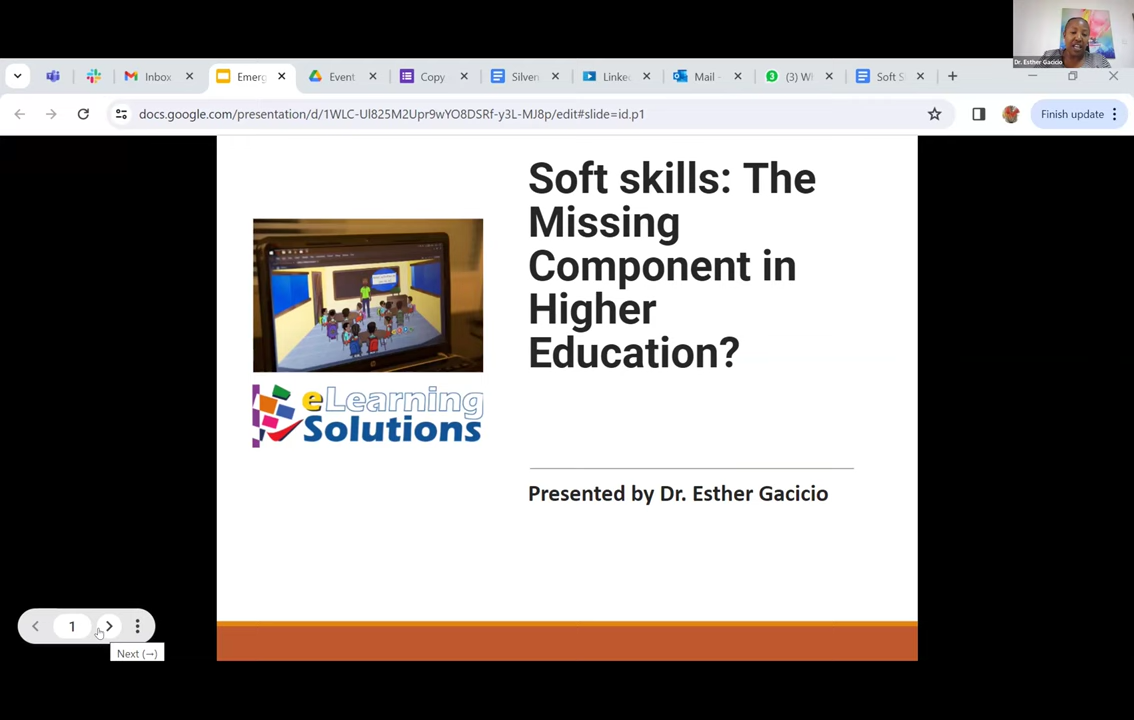 Dr. Esther Gacicio
Inbox
Emerg
Event
Copy
Silver
Linke
Mail -
3
(3) W
Soft S
docs.google.com/presentation/d/1WLC-Ul825M2Upr9wYO8DSRf-y3L-MJ8p/edit#slide=id.p1
Finish update
Soft skills: The
Missing
Component in
Higher
Education?
eLearning
Solutions
Presented by Dr. Esther Gacicio
1
Next (→)